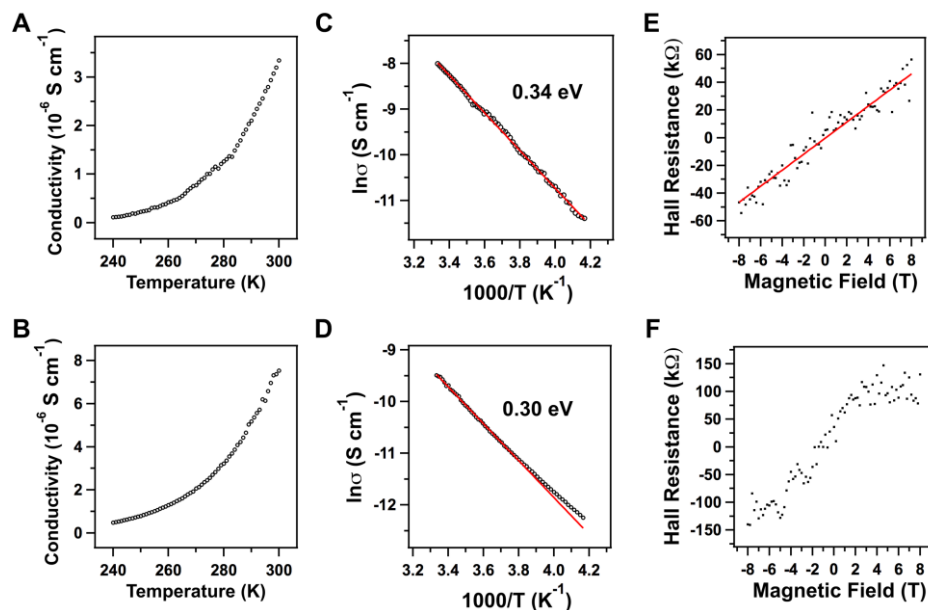 A
Conductivity (10⁻⁶ S cm⁻¹)
3
2
1
0
240 260 280 300
Temperature (K)
C
lnσ (S cm⁻¹)
-7
-8
-9
-10
-11
-12
0.34 eV
3.2 3.4 3.6 3.8 4.0 4.2
1000/T (K⁻¹)
E
Hall Resistance (kΩ)
60
40
20
0
-20
-40
-60
-8 -6 -4 -2 0 2 4 6 8
Magnetic Field (T)
B
Conductivity (10⁻⁶ S cm⁻¹)
8
6
4
2
0
240 260 280 300
Temperature (K)
D
lnσ (S cm⁻¹)
-9
-10
-11
-12
0.30 eV
3.2 3.4 3.6 3.8 4.0 4.2
1000/T (K⁻¹)
F
Hall Resistance (kΩ)
150
100
50
0
-50
-100
-150
-8 -6 -4 -2 0 2 4 6 8
Magnetic Field (T)